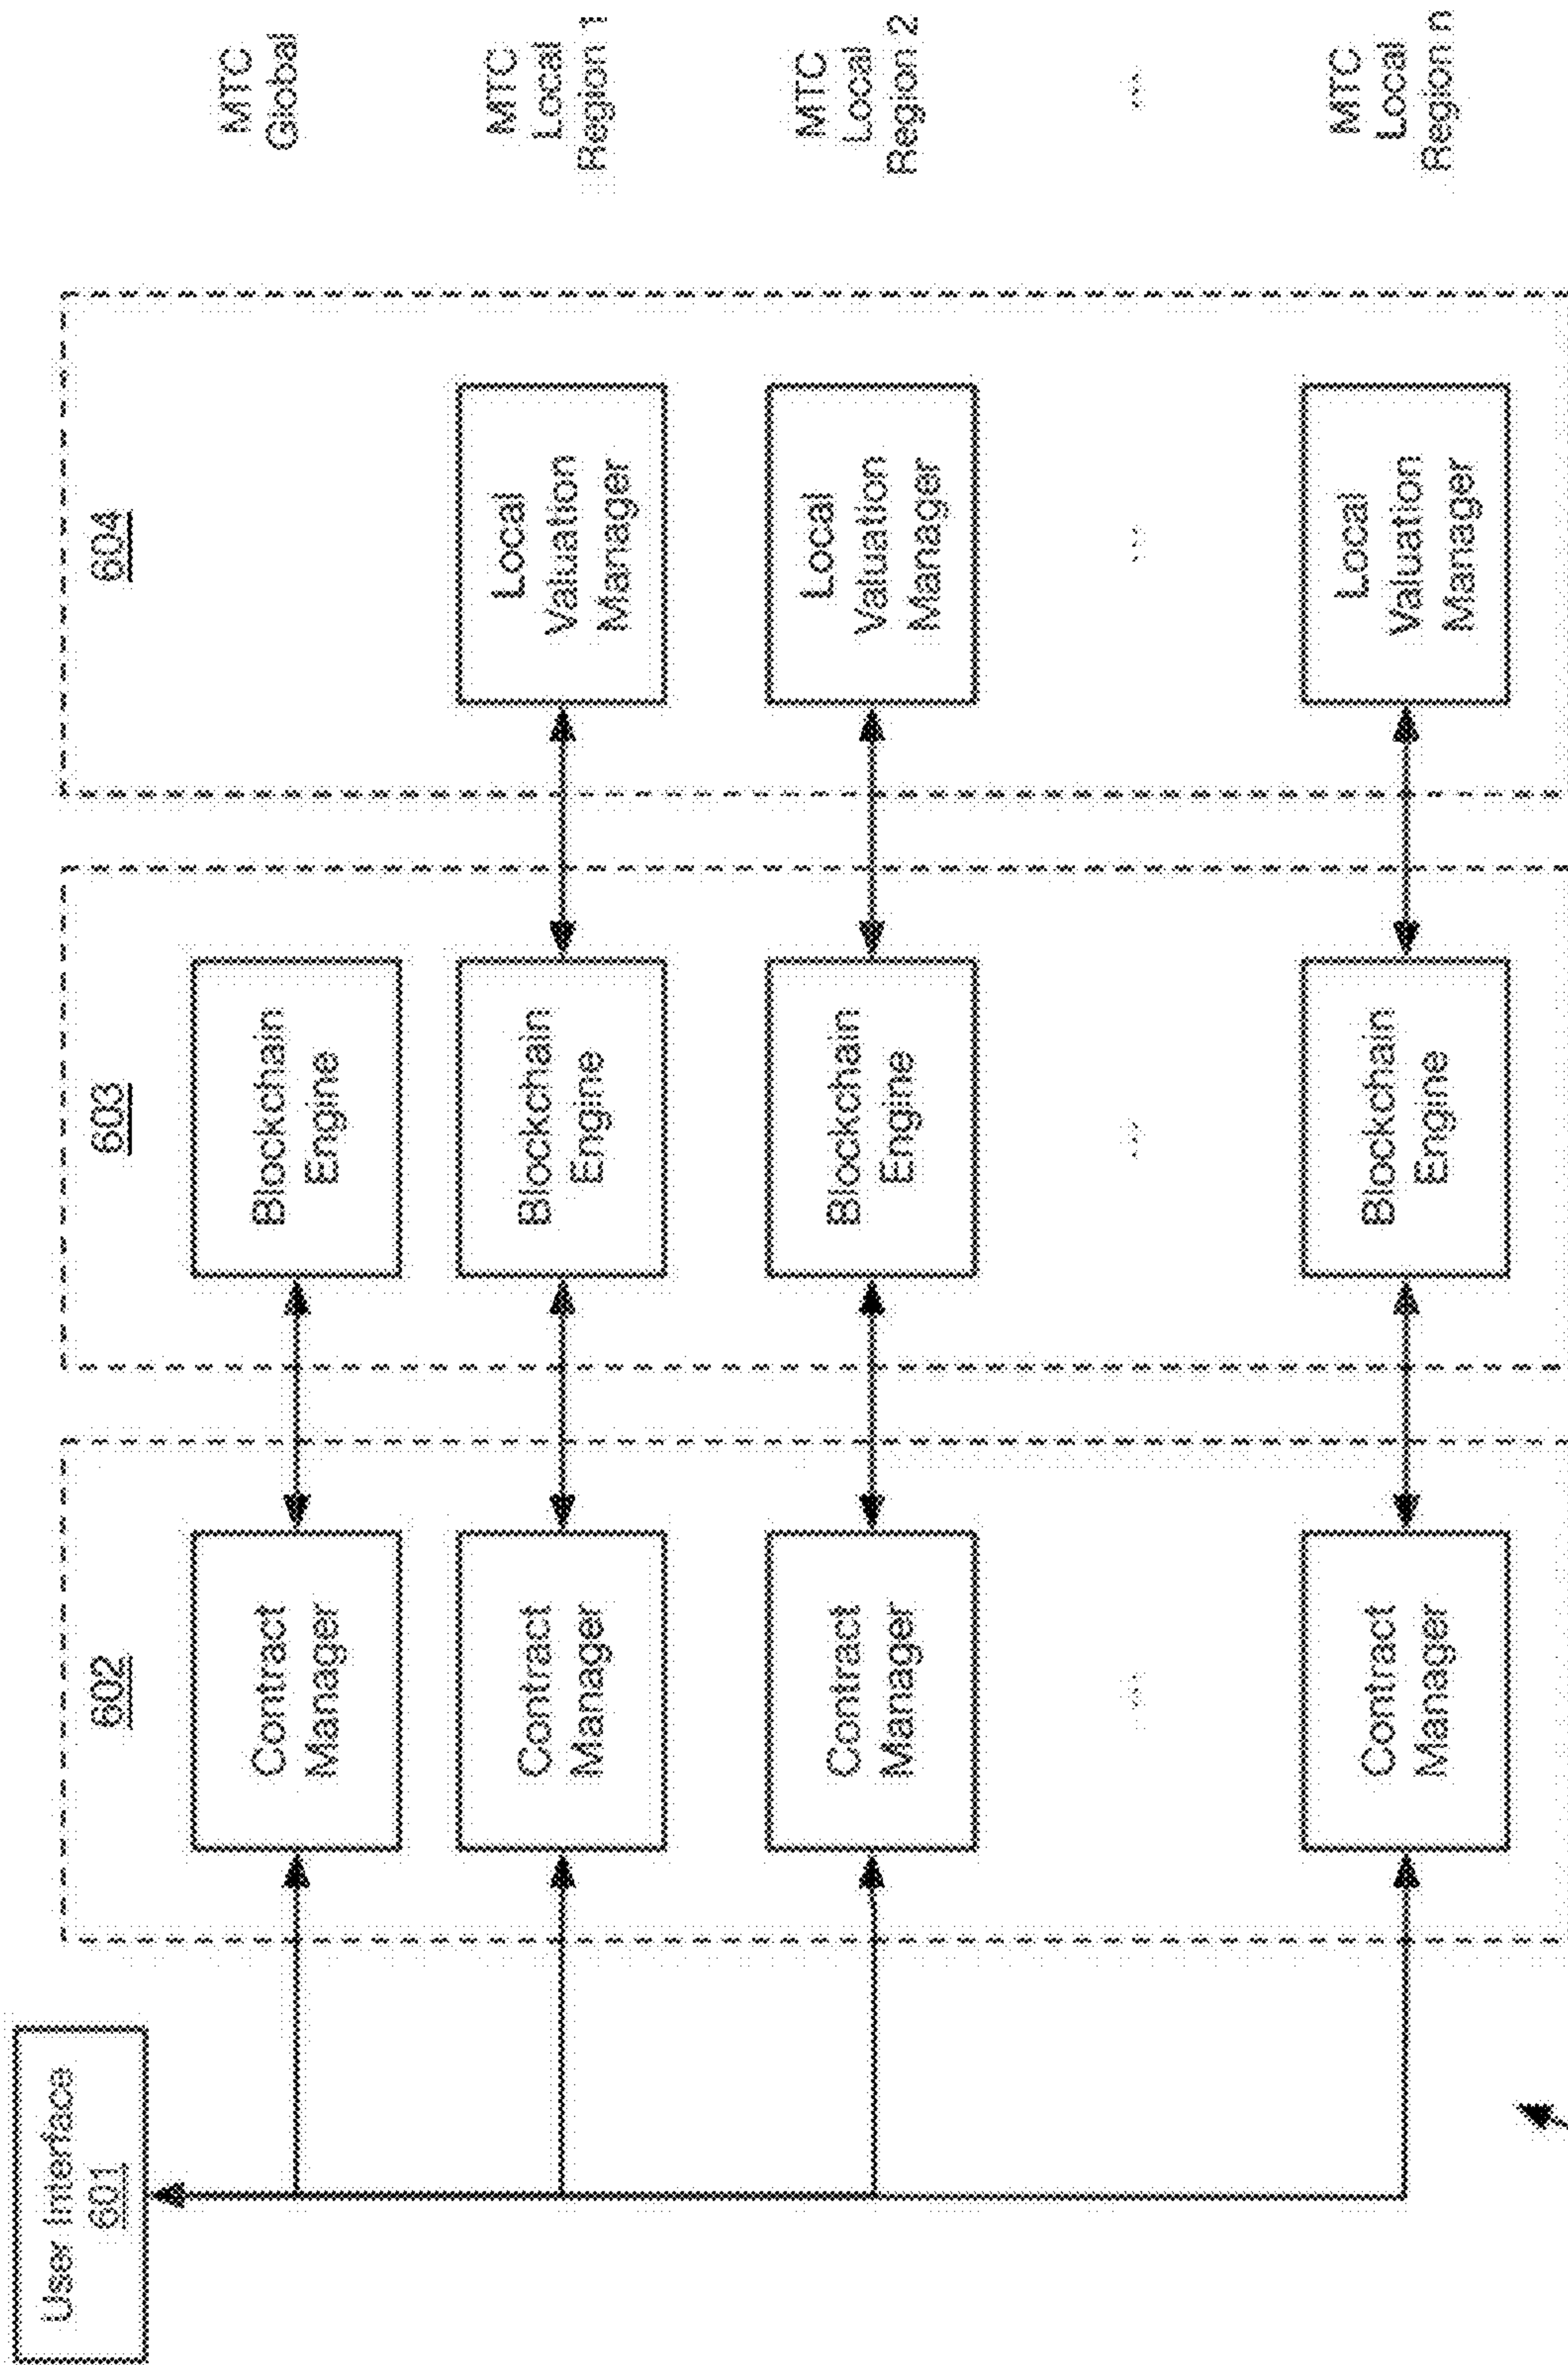 User Interface
601
602
603
604
Contract
Manager
Blockchain
Engine
MTC
Global
Contract
Manager
Blockchain
Engine
Local
Valuation
Manager
MTC
Local
Region 1
Contract
Manager
Blockchain
Engine
Local
Valuation
Manager
MTC
Local
Region 2
...
...
...
...
Contract
Manager
Blockchain
Engine
Local
Valuation
Manager
MTC
Local
Region n